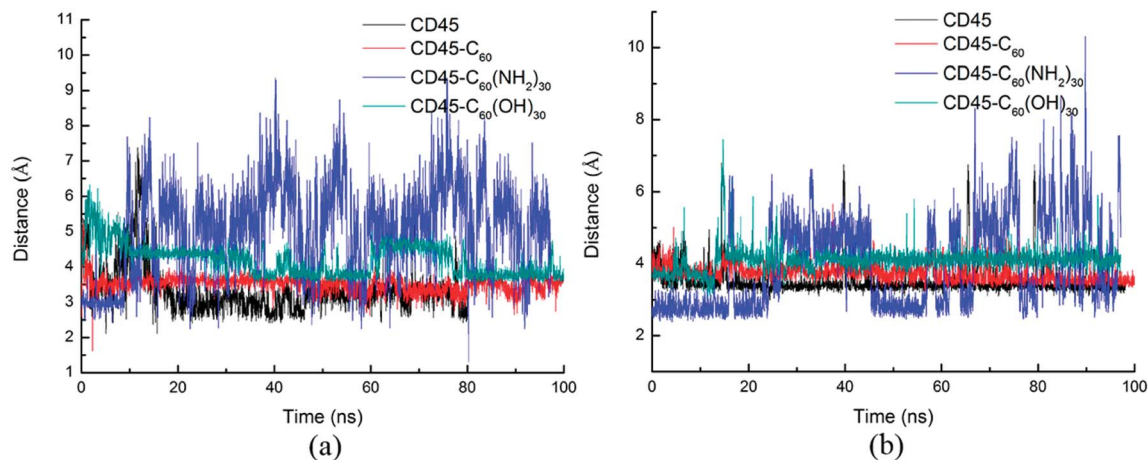 11
10
9
8
7
6
5
4
3
2
1
Distance (Å)
0
20
40
60
80
100
Time (ns)
CD45
CD45-C60
CD45-C60(NH2)30
CD45-C60(OH)30
(a)
10
8
6
4
2
Distance (Å)
0
20
40
60
80
100
Time (ns)
CD45
CD45-C60
CD45-C60(NH2)30
CD45-C60(OH)30
(b)